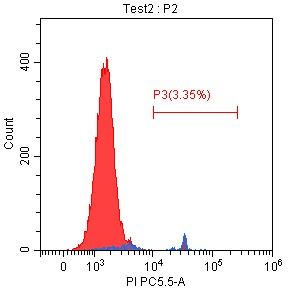 Test2 : P2
Count
400
200
0
P3(3.35%)
0 10³ 10⁴ 10⁵ 10⁶
PI PC5.5-A